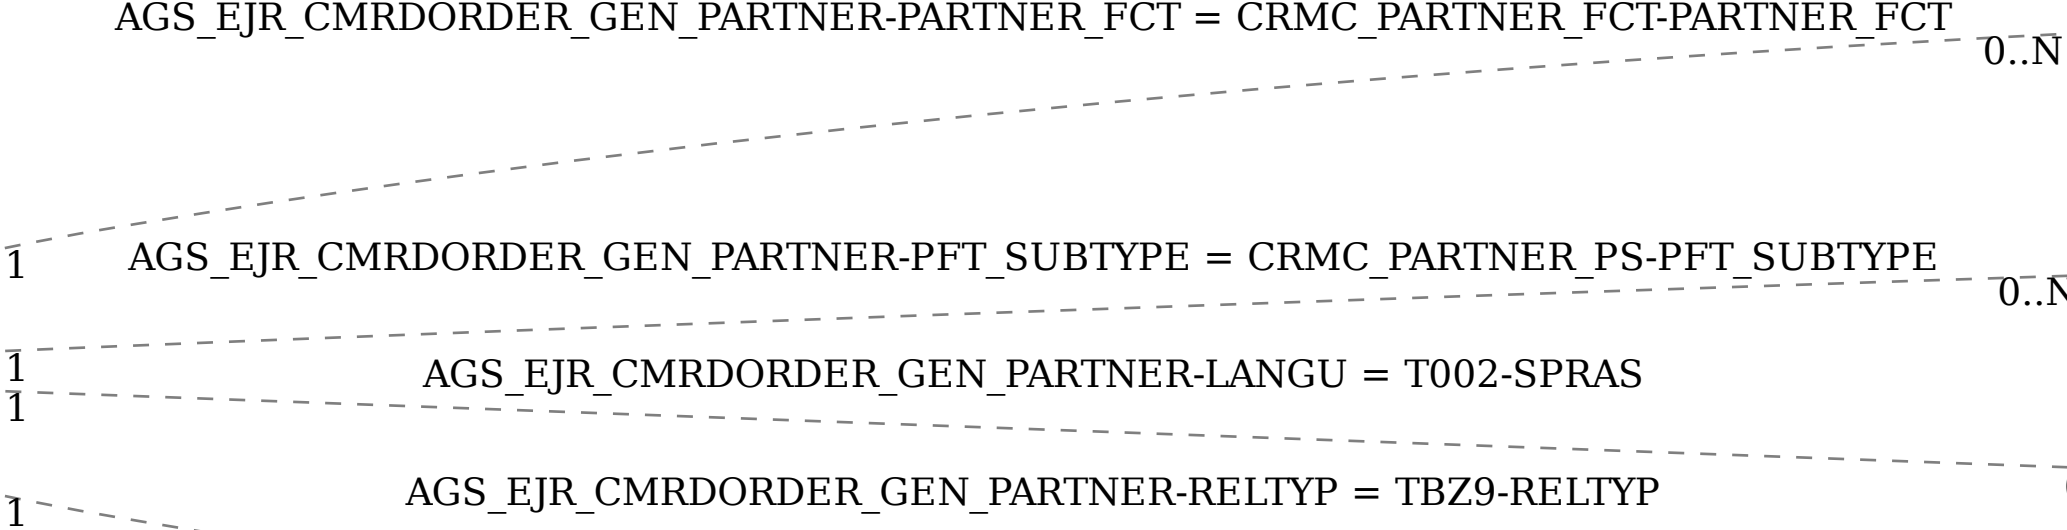 AGS_EJR_CMRDORDER_GEN_PARTNER-PARTNER_FCT = CRMC_PARTNER_FCT-PARTNER_FCT
0..N
1
AGS_EJR_CMRDORDER_GEN_PARTNER-PFT_SUBTYPE = CRMC_PARTNER_PS-PFT_SUBTYPE
0..N
1
AGS_EJR_CMRDORDER_GEN_PARTNER-LANGU = T002-SPRAS
1
AGS_EJR_CMRDORDER_GEN_PARTNER-RELTYP = TBZ9-RELTYP
1